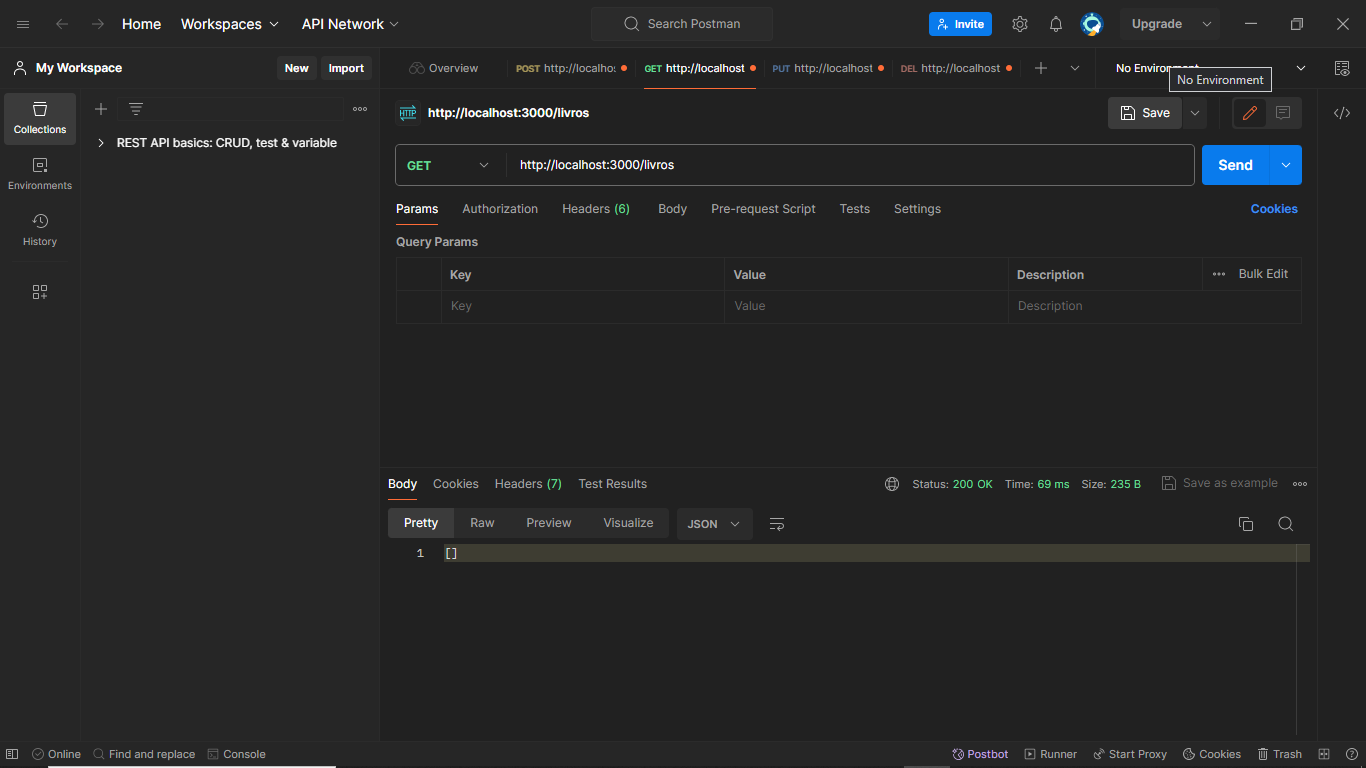 Home Workspaces API Network Search Postman Invite Upgrade
My Workspace New Import Overview POST http://localho: GET http://localhost PUT http://localhost DEL http://localhost No Environment
No Environment
Collections
REST API basics: CRUD, test & variable
Environments
History
HTTP http://localhost:3000/livros Save
GET http://localhost:3000/livros Send
Params Authorization Headers (6) Body Pre-request Script Tests Settings Cookies
Query Params
Key Value Description Bulk Edit
Key Value Description
Body Cookies Headers (7) Test Results Status: 200 OK Time: 69 ms Size: 235 B Save as example
Pretty Raw Preview Visualize JSON
1 []
Online Find and replace Console Postbot Runner Start Proxy Cookies Trash